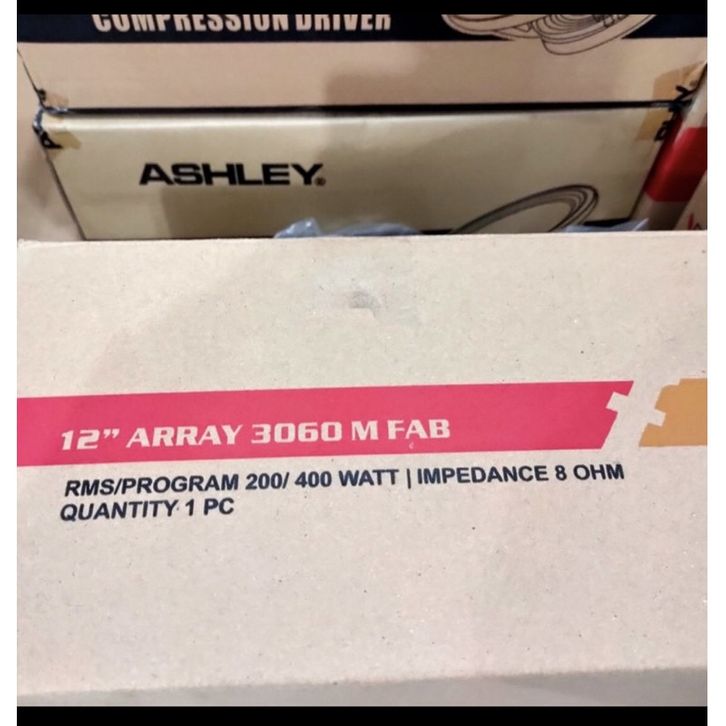 COMPRESSION DRIVER
ASHLEY
12” ARRAY 3060 M FAB
RMS/PROGRAM 200/ 400 WATT | IMPEDANCE 8 OHM
QUANTITY 1 PC